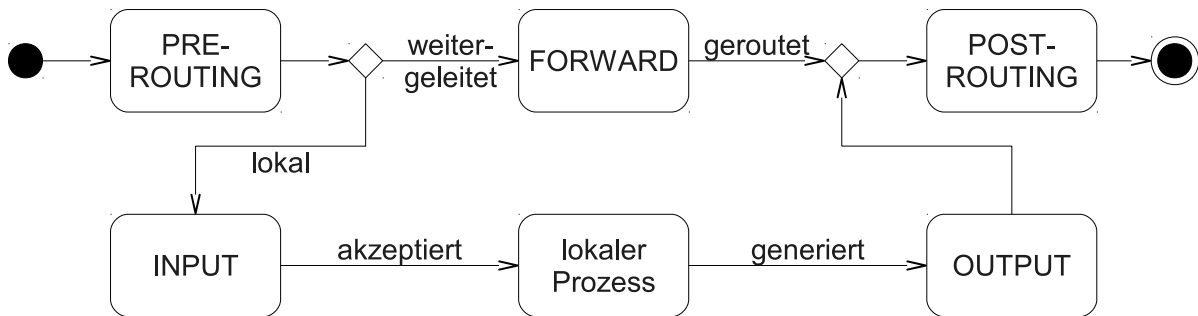 PRE-
ROUTING
weiter-
geleitet
FORWARD
geroutet
POST-
ROUTING
lokal
INPUT
akzeptiert
lokaler
Prozess
generiert
OUTPUT